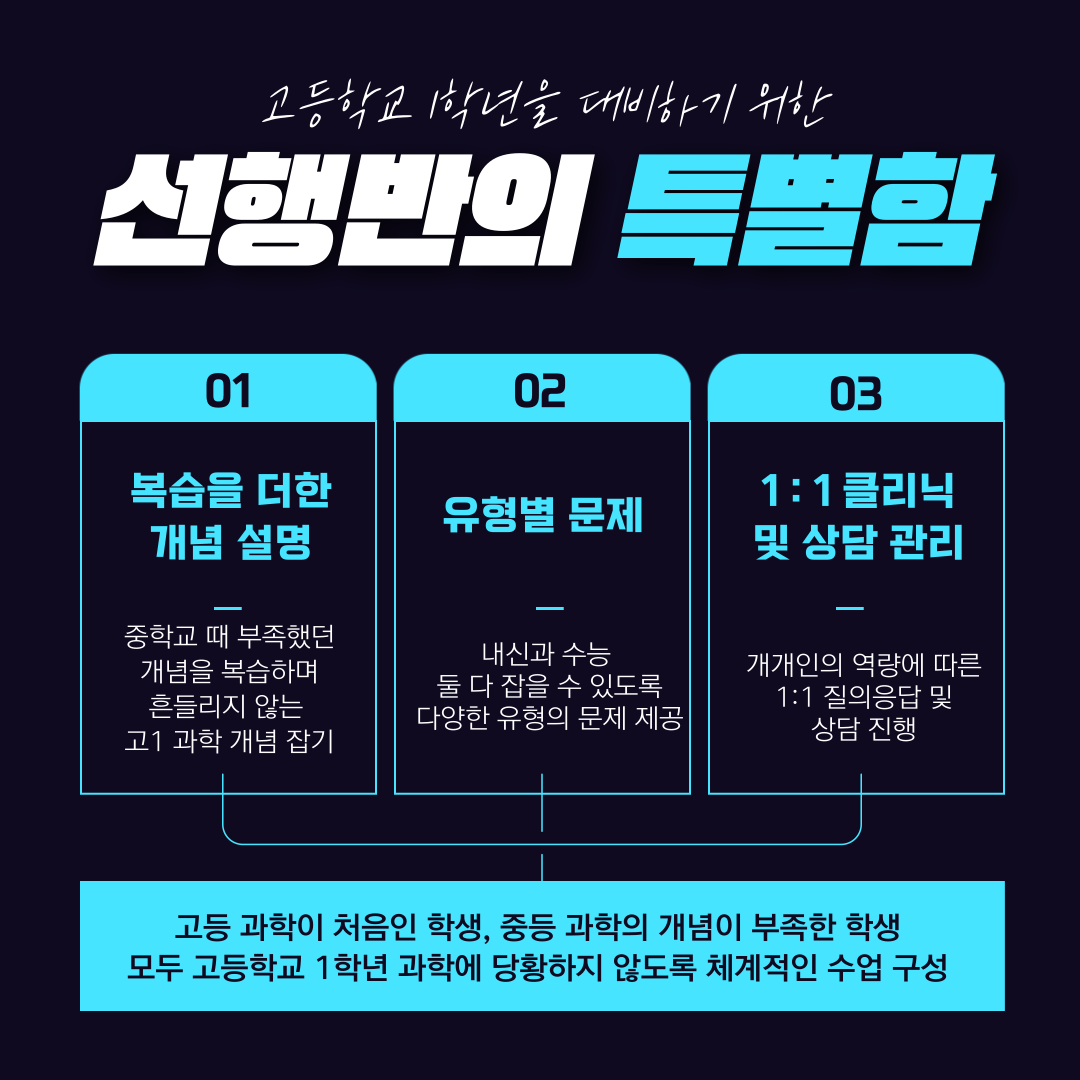 고등학교 1학년을 대비하기 위한
선행반의 특별함
01
복습을 더한
개념 설명
중학교 때 부족했던
개념을 복습하며
흔들리지 않는
고1 과학 개념 잡기
02
유형별 문제
내신과 수능
둘 다 잡을 수 있도록
다양한 유형의 문제 제공
03
1:1 클리닉
및 상담 관리
개개인의 역량에 따른
1:1 질의응답 및
상담 진행
고등 과학이 처음인 학생, 중등 과학의 개념이 부족한 학생
모두 고등학교 1학년 과학에 당황하지 않도록 체계적인 수업 구성